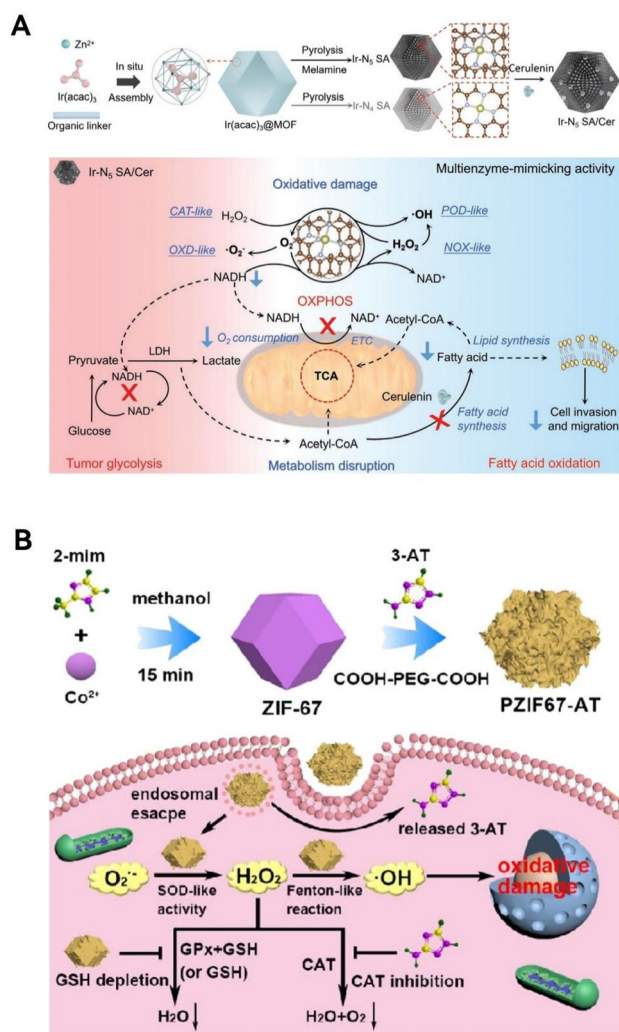 A
Zn²⁺
Ir(acac)₃
Organic linker
In situ
Assembly
Ir(acac)₃@MOF
Pyrolysis
Melamine
Ir-N₅ SA
Pyrolysis
Ir-N₄ SA
Cerulenin
Ir-N₅ SA/Cer
Ir-N₅ SA/Cer
Multienzyme-mimicking activity
Oxidative damage
CAT-like
H₂O₂
·OH
POD-like
OXD-like
·O₂⁻
O₂
H₂O₂
NOX-like
NADH
NAD⁺
OXPHOS
NADH
NAD⁺
Acetyl-CoA
O₂ consumption
ETC
Lipid synthesis
LDH
Pryruvate
Lactate
Fatty acid
NADH
TCA
NAD⁺
Cerulenin
Fatty acid
synthesis
Cell invasion
and migration
Glucose
Acetyl-CoA
Tumor glycolysis
Metabolism disruption
Fatty acid oxidation
B
2-mim
+
Co²⁺
methanol
15 min
ZIF-67
3-AT
COOH-PEG-COOH
PZIF67-AT
endosomal
esacpe
released 3-AT
O₂·⁻
SOD-like
activity
H₂O₂
Fenton-like
reaction
·OH
oxidative
damage
GSH depletion
GPx+GSH
(or GSH)
CAT
CAT inhibition
H₂O↓
H₂O+O₂↓